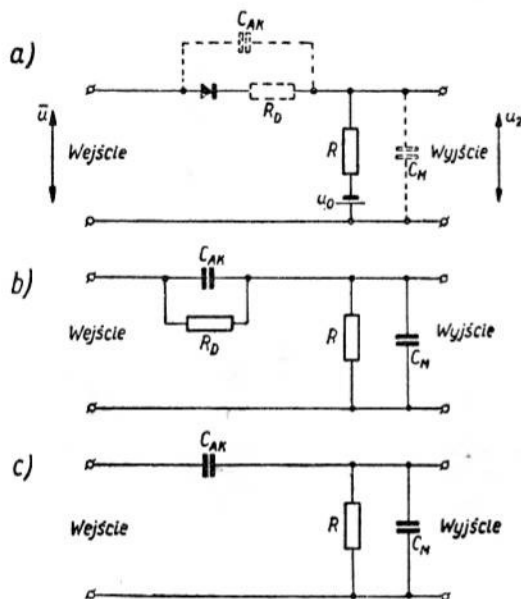 a)
C_AK
R_D
ū
Wejście
R
u_0
C_M
Wyjście
u_2
b)
C_AK
Wejście
R_D
R
C_M
Wyjście
c)
C_AK
Wejście
R
C_M
Wyjście